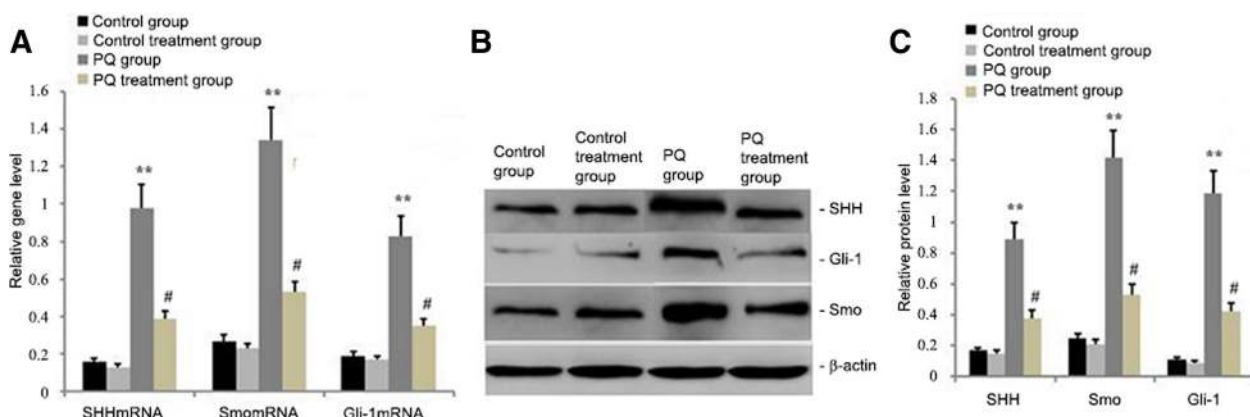 A
Control group
Control treatment group
PQ group
PQ treatment group
Relative gene level
1.6
1.4
1.2
1
0.8
0.6
0.4
0.2
0
**
#
**
#
**
#
SHHmRNA
SmomRNA
Gli-1mRNA
B
Control
group
Control
treatment
group
PQ
group
PQ
treatment
group
- SHH
- Gli-1
- Smo
- β-actin
C
Control group
Control treatment group
PQ group
PQ treatment group
Relative protein level
1.8
1.6
1.4
1.2
1
0.8
0.6
0.4
0.2
0
**
#
**
#
**
#
SHH
Smo
Gli-1